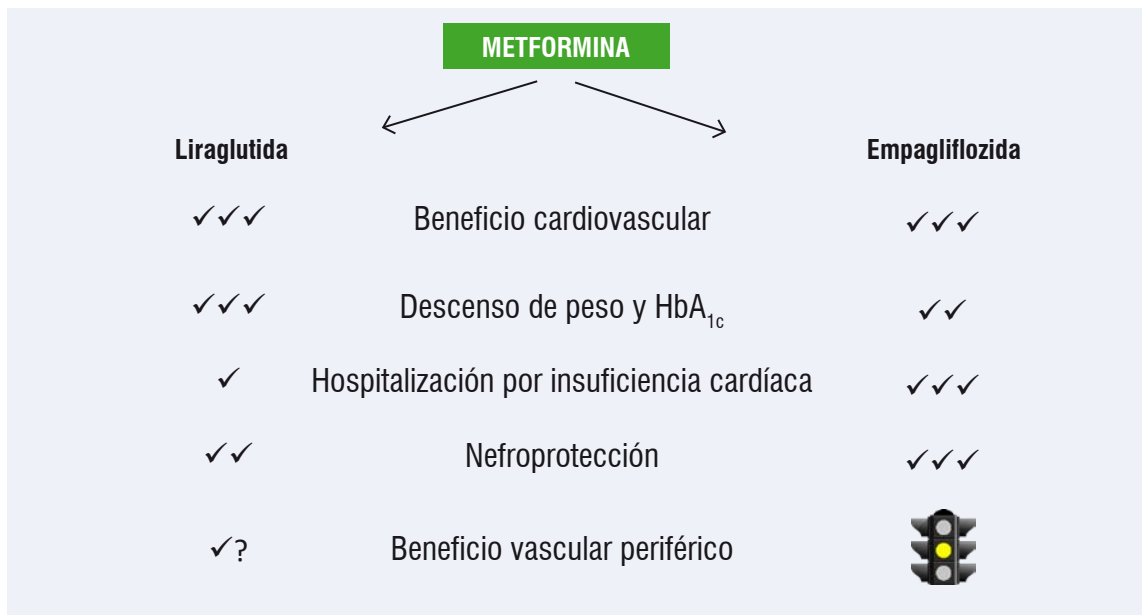 METFORMINA
Liraglutida Empagliflozida
✓✓✓ Beneficio cardiovascular ✓✓✓
✓✓✓ Descenso de peso y HbA1c ✓✓
✓ Hospitalización por insuficiencia cardíaca ✓✓✓
✓✓ Nefroprotección ✓✓✓
✓? Beneficio vascular periférico